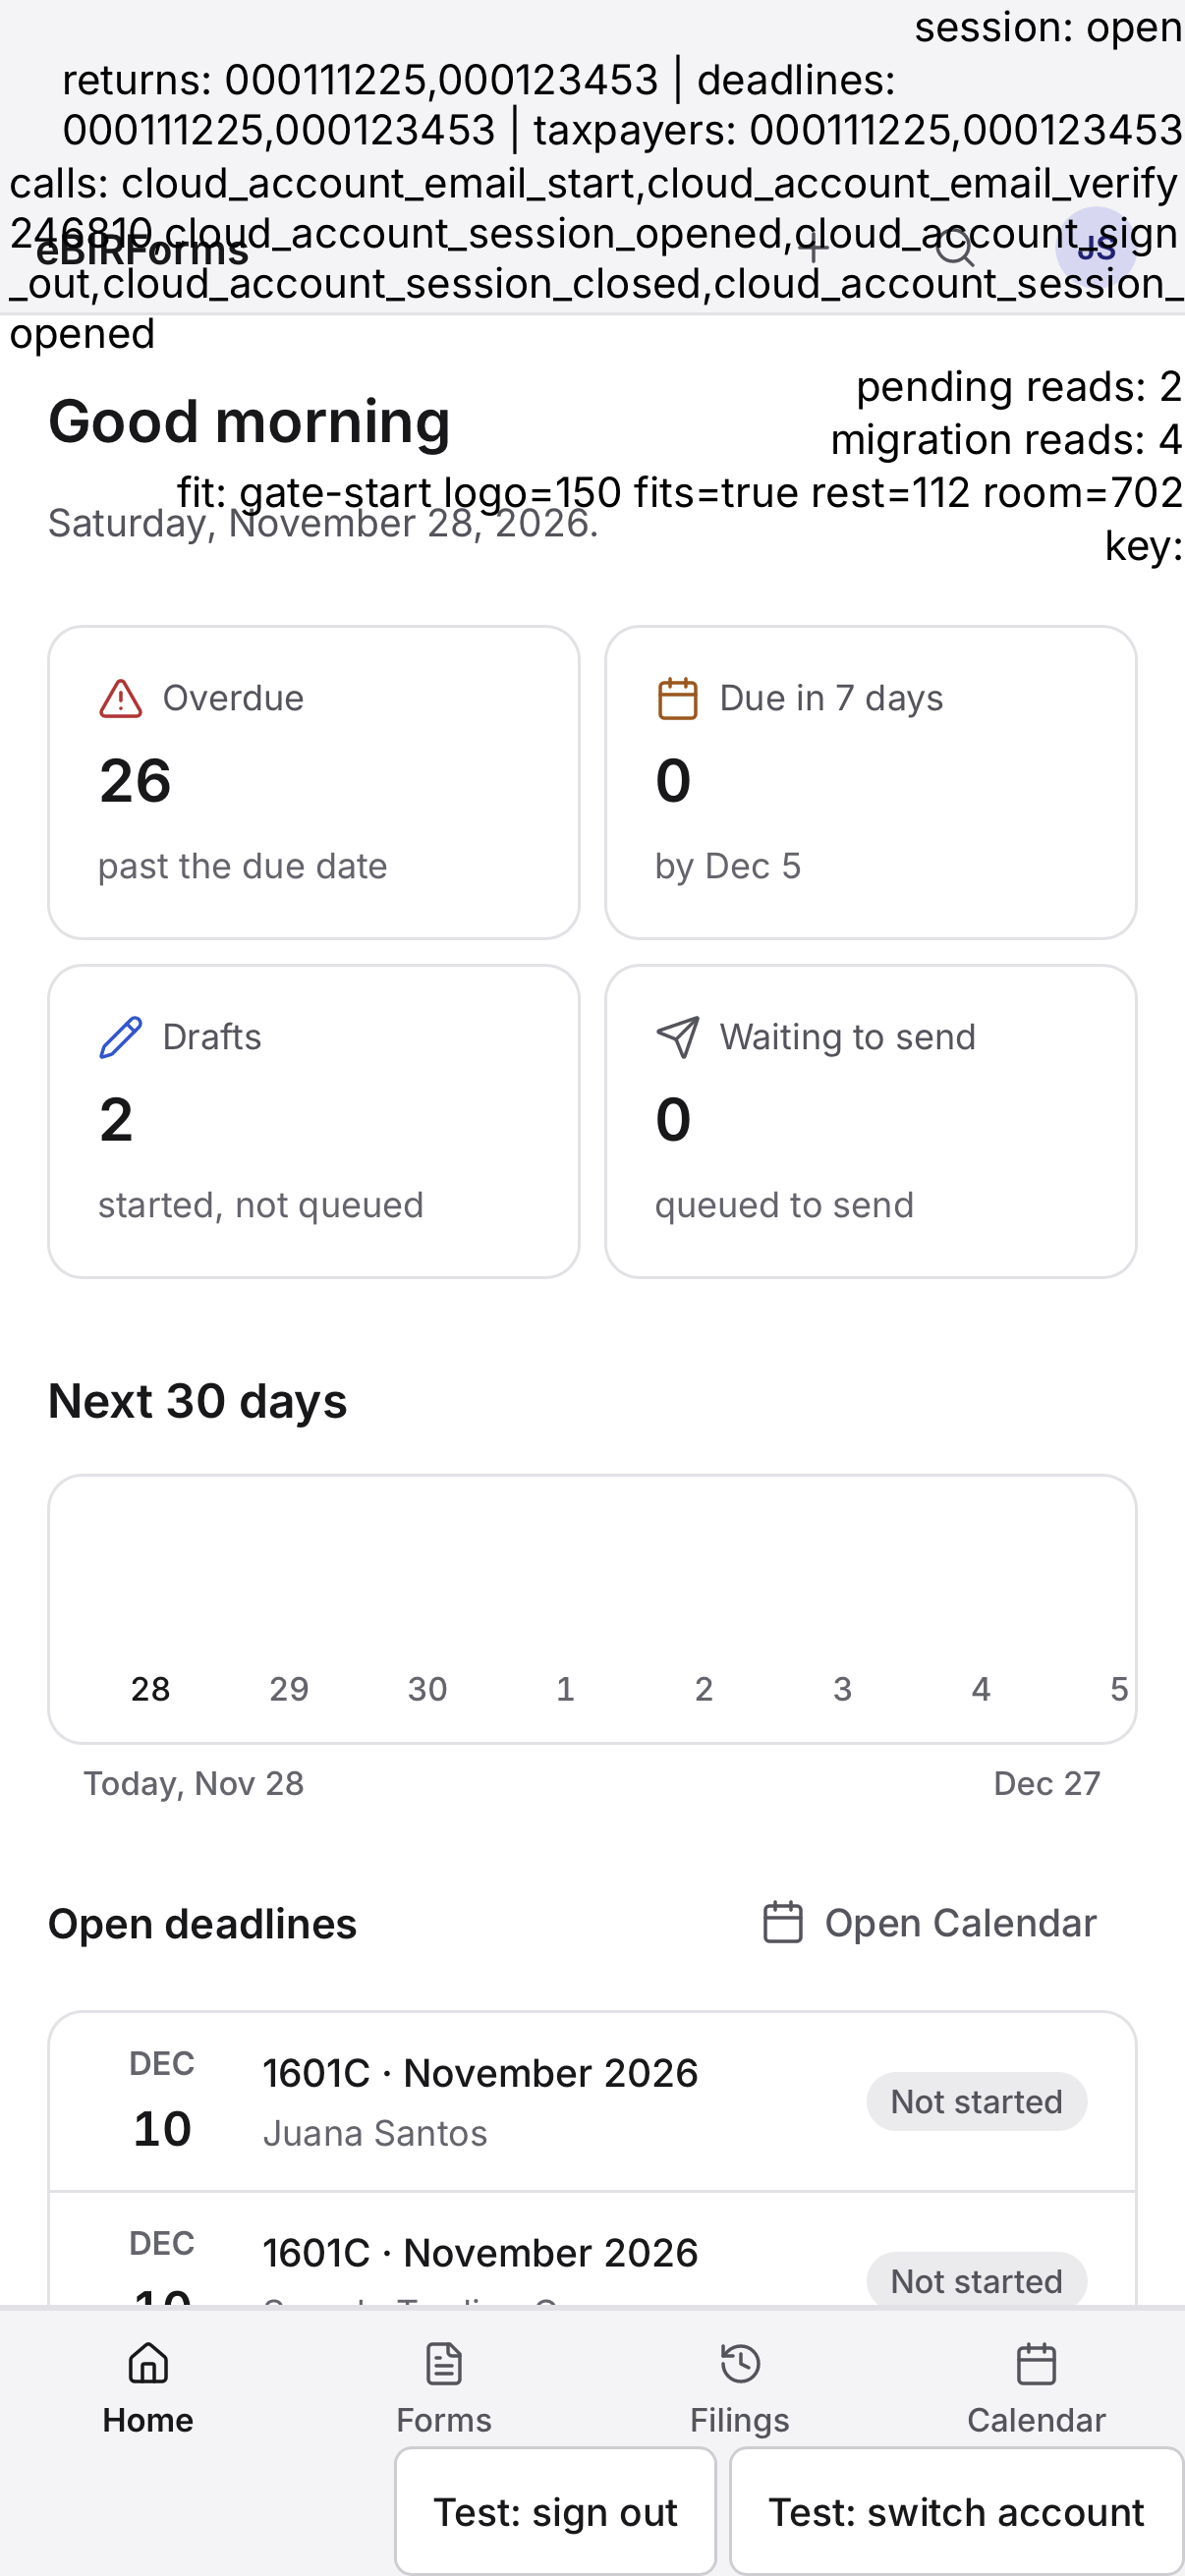 session: open
returns: 000111225,000123453 | deadlines:
000111225,000123453 | taxpayers: 000111225,000123453
calls: cloud_account_email_start,cloud_account_email_verify
246810,cloud_account_session_opened,cloud_account_sign
_out,cloud_account_session_closed,cloud_account_session_
opened
eBIRForms
JS
pending reads: 2
Good morning
migration reads: 4
fit: gate-start logo=150 fits=true rest=112 room=702
Saturday, November 28, 2026.
key:
Overdue
26
past the due date
Due in 7 days
0
by Dec 5
Drafts
2
started, not queued
Waiting to send
0
queued to send
Next 30 days
28 29 30 1 2 3 4 5
Today, Nov 28
Dec 27
Open deadlines
Open Calendar
DEC
10
1601C · November 2026
Juana Santos
Not started
DEC
10
1601C · November 2026
Not started
Home
Forms
Filings
Calendar
Test: sign out
Test: switch account